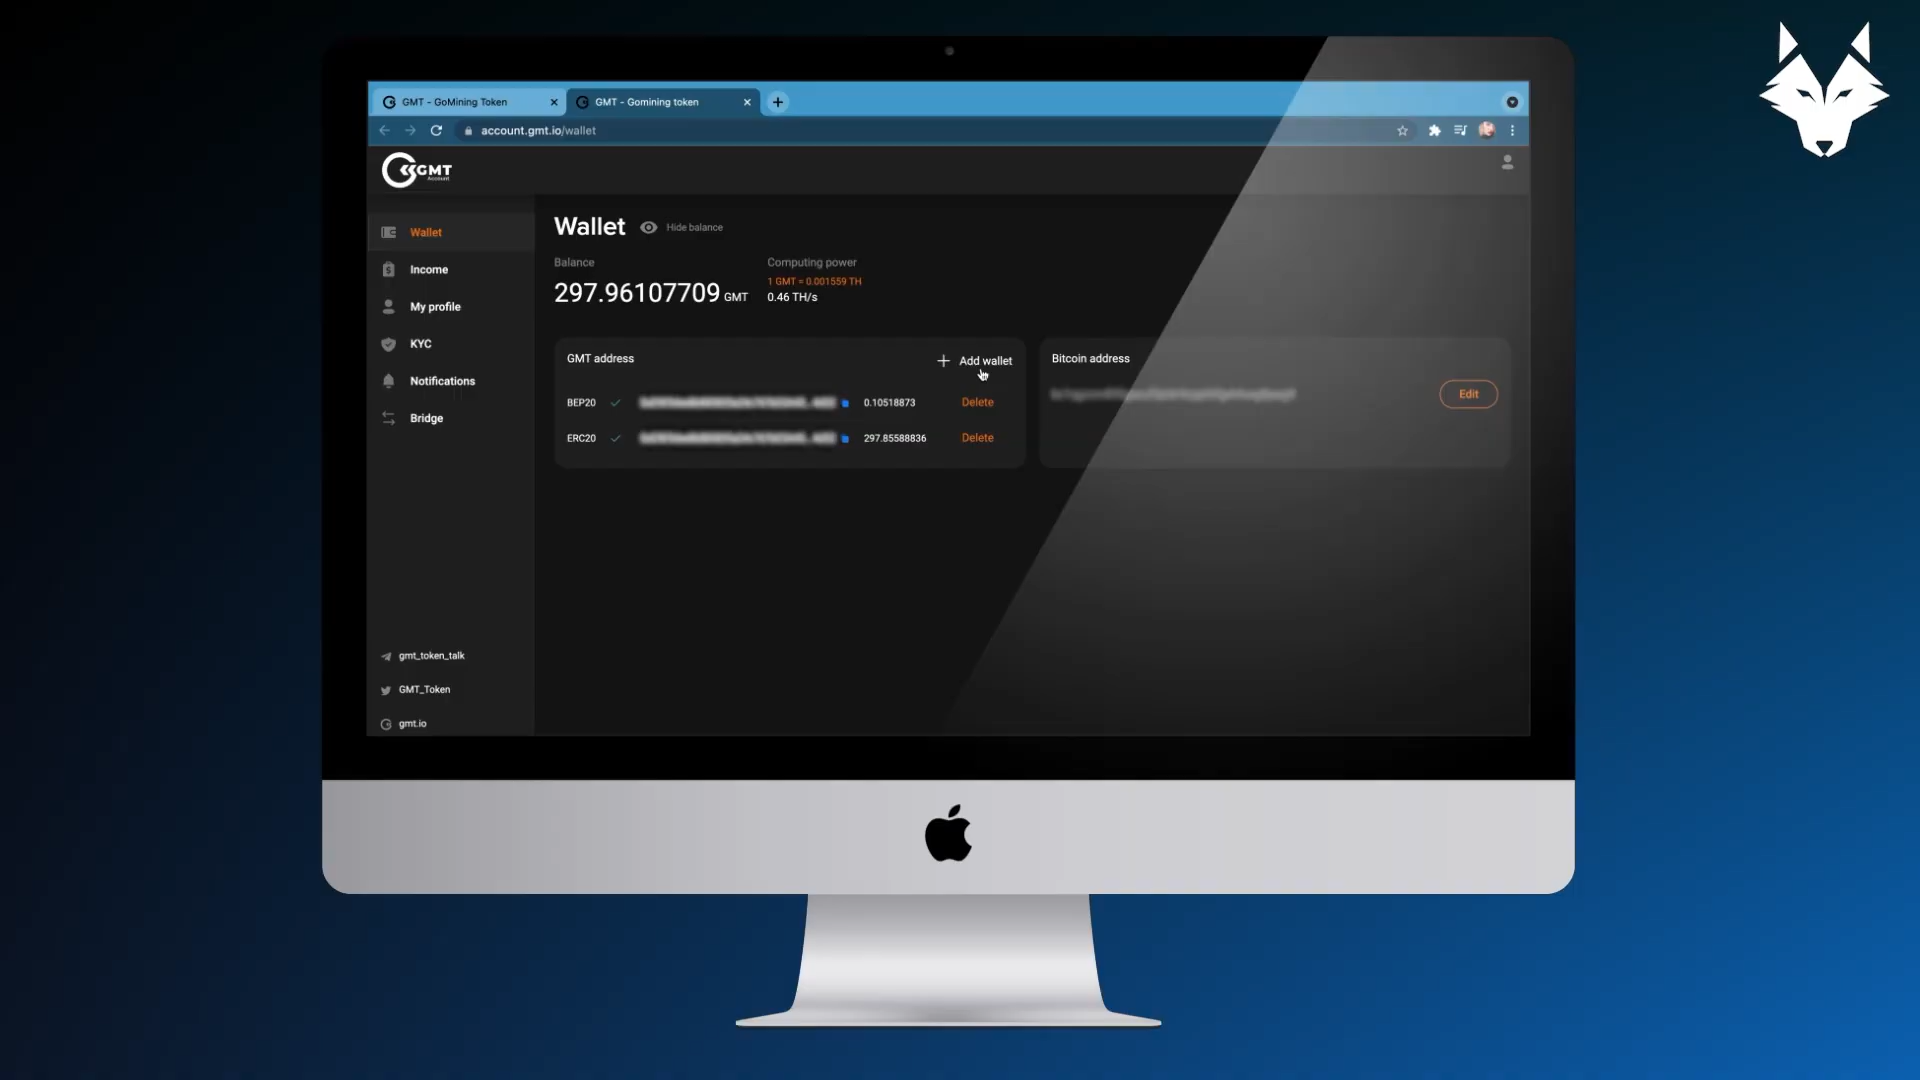 GMT - GoMining Token
GMT - Gomining token
account.gmt.io/wallet
GMT
Account
Wallet
Income
My profile
KYC
Notifications
Bridge
gmt_token_talk
GMT_Token
gmt.io
Wallet Hide balance
Balance
297.96107709 GMT
Computing power
1 GMT = 0.001559 TH
0.46 TH/s
GMT address
Add wallet
BEP20 0.10518873 Delete
ERC20 297.85588836 Delete
Bitcoin address
Edit